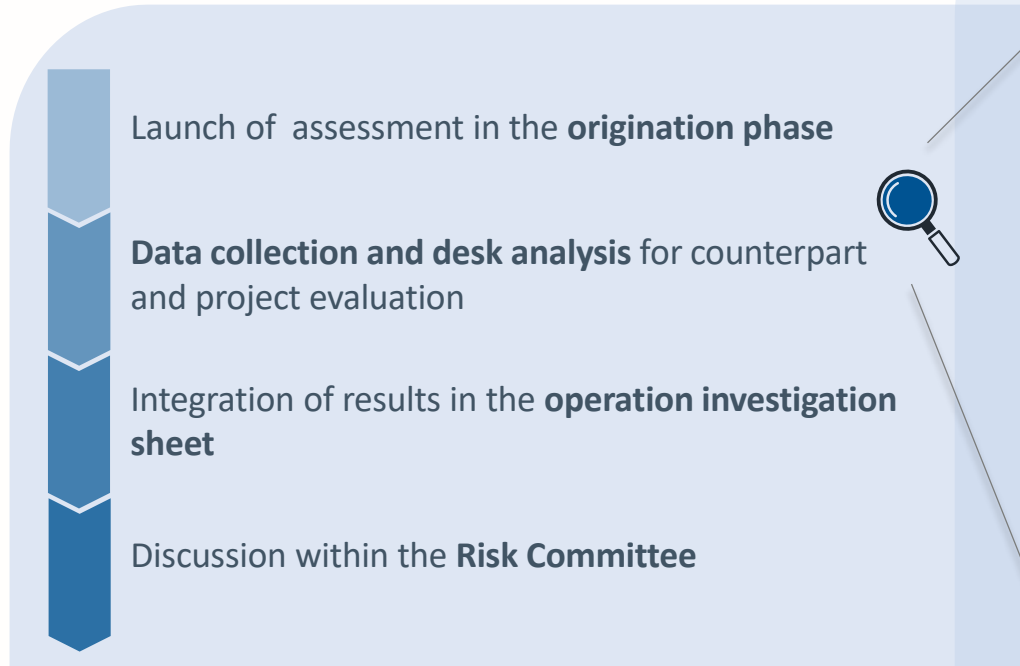 Launch of  assessment in the origination phase
Data collection and desk analysis for counterpart
and project evaluation
Integration of results in the operation investigation
sheet
Discussion within the Risk Committee